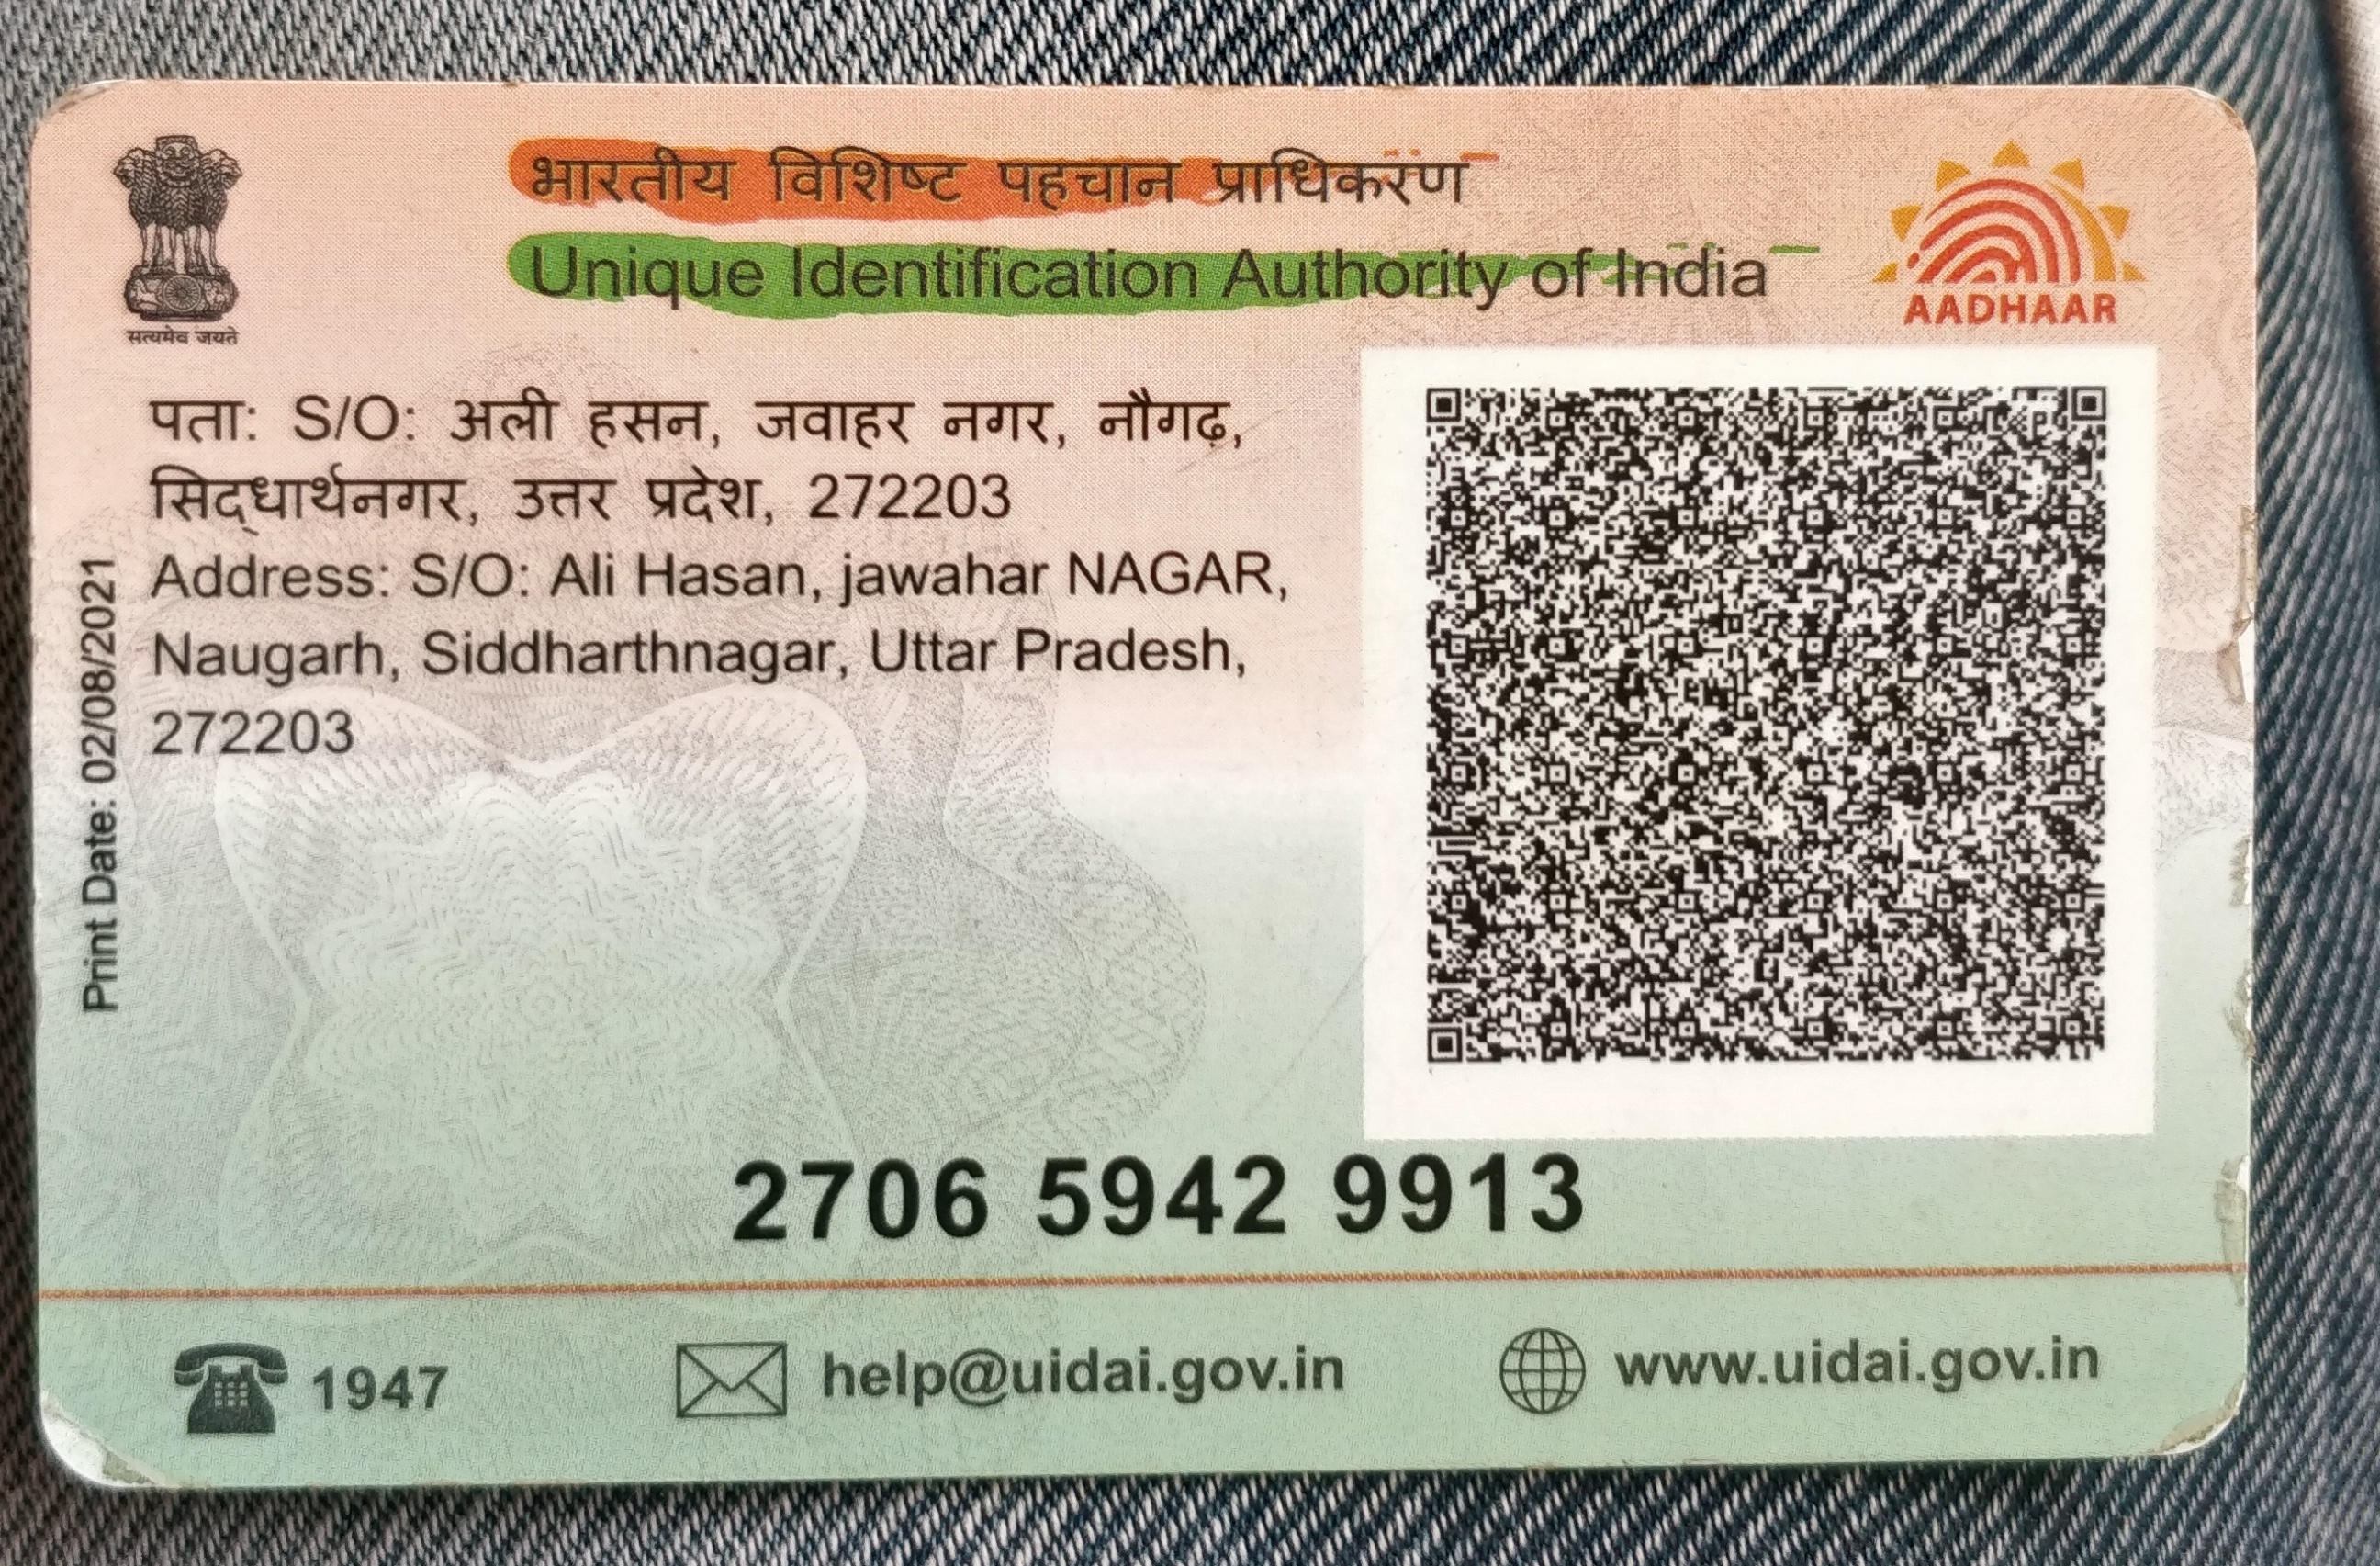 भारतीय विशिष्ट पहचान प्राधिकरण
Unique Identification Authority of India
सत्यमेव जयते
AADHAAR
पता: S/O: अली हसन, जवाहर नगर, नौगढ़,
सिद्धार्थनगर, उत्तर प्रदेश, 272203
Address: S/O: Ali Hasan, jawahar NAGAR,
Naugarh, Siddharthnagar, Uttar Pradesh,
272203
Print Date: 02/08/2021
2706 5942 9913
1947
help@uidai.gov.in
www.uidai.gov.in